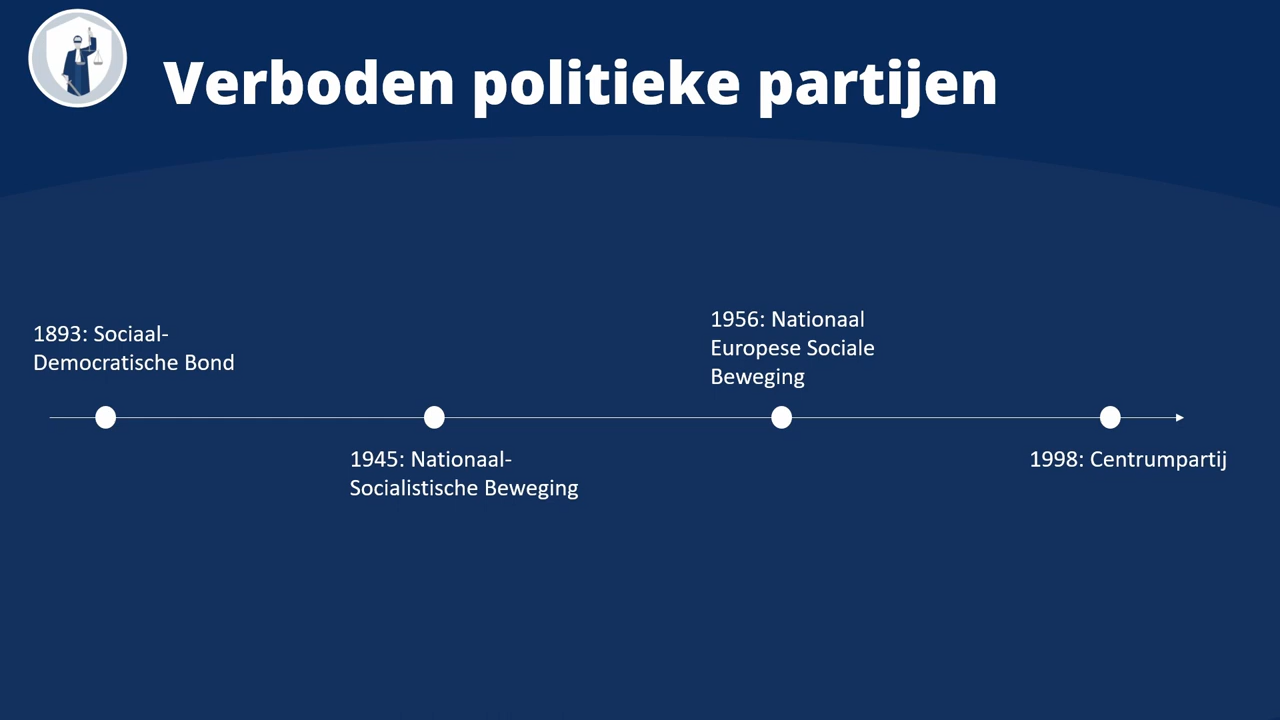 Verboden politieke partijen
1893: Sociaal-
Democratische Bond
1945: Nationaal-
Socialistische Beweging
1956: Nationaal
Europese Sociale
Beweging
1998: Centrumpartij